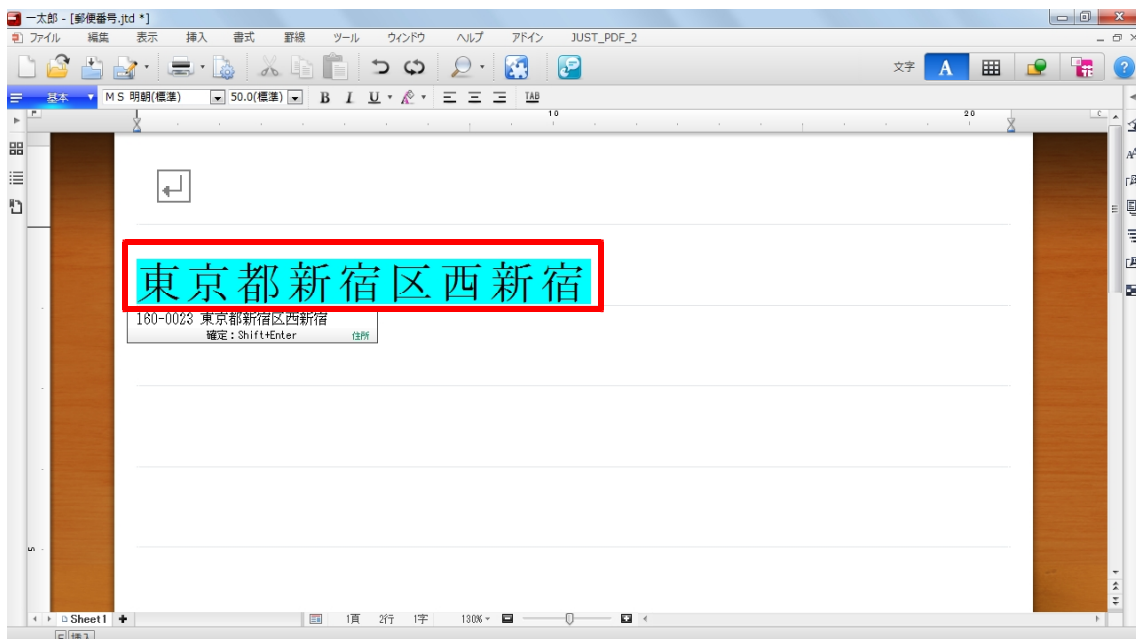 一太郎 - [郵便番号.jtd *]
ファイル 編集 表示 挿入 書式 罫線 ツール ウィンドウ ヘルプ アドイン JUST_PDF_2
文字 A
基本 ＭＳ 明朝(標準) 50.0(標準) B I U TAB
10 20
東京都新宿区西新宿
160-0023 東京都新宿区西新宿
確定：Shift+Enter 住所
5
Sheet1 1頁 2行 1字 130%
挿入